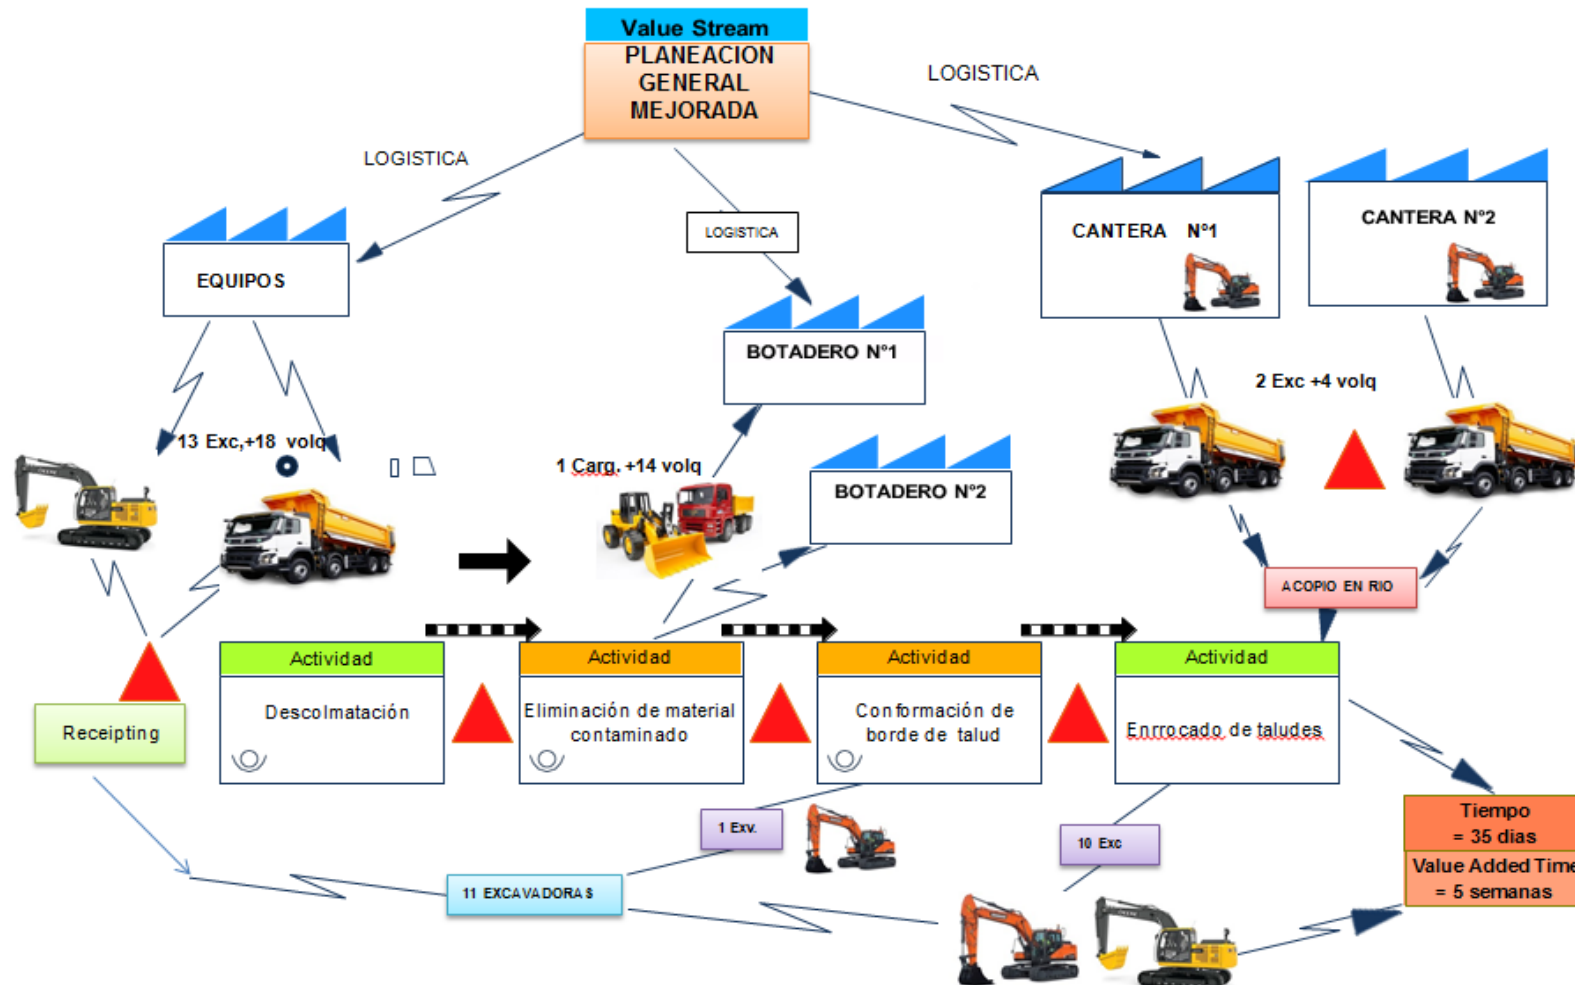 Value Stream
PLANEACION
GENERAL
MEJORADA
LOGISTICA
LOGISTICA
LOGISTICA
EQUIPOS
CANTERA N°1
CANTERA N°2
BOTADERO N°1
BOTADERO N°2
13 Exc,+18 volq
1 Carg. +14 volq
2 Exc +4 volq
ACOPIO EN RIO
Receipting
Actividad
Descolmatación
Actividad
Eliminación de material
contaminado
Actividad
Conformación de
borde de talud
Actividad
Enrrocado de taludes
1 Exv.
10 Exc
11 EXCAVADORAS
Tiempo
= 35 dias
Value Added Time
= 5 semanas